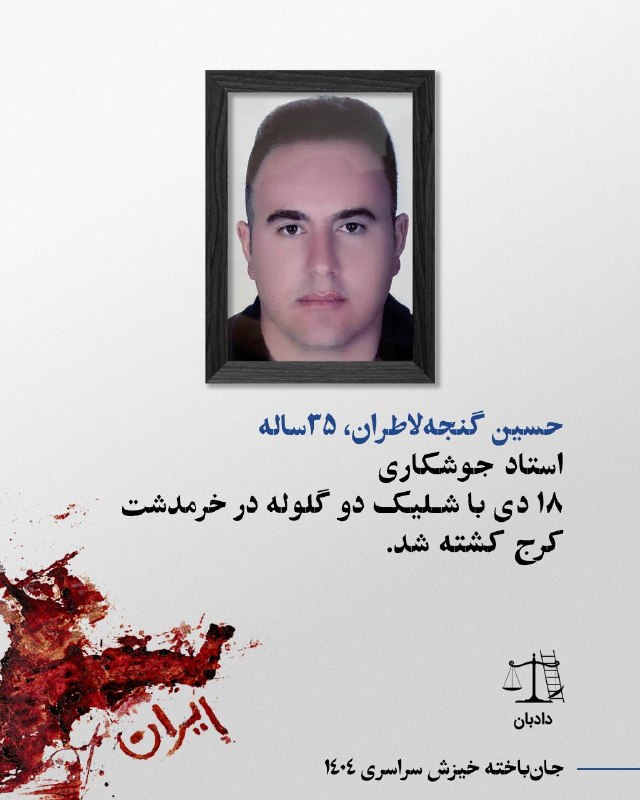 حسین گنجه‌لاطران، ۳۵ساله
استاد جوشکاری
۱۸ دی با شلیک دو گلوله در خرمدشت
کرج کشته شد.
ایران
دادبان
جان‌باخته خیزش سراسری ۱۴۰۴